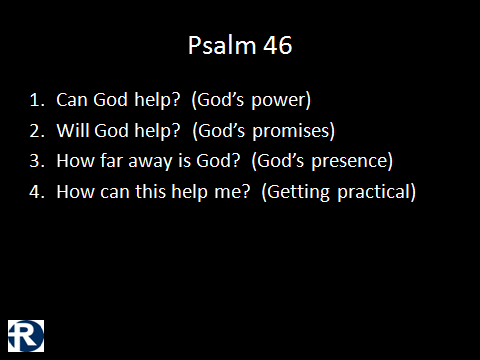 Psalm 46
1. Can God help? (God's power)
2. Will God help? (God's promises)
3. How far away is God? (God's presence)
4. How can this help me? (Getting practical)
R